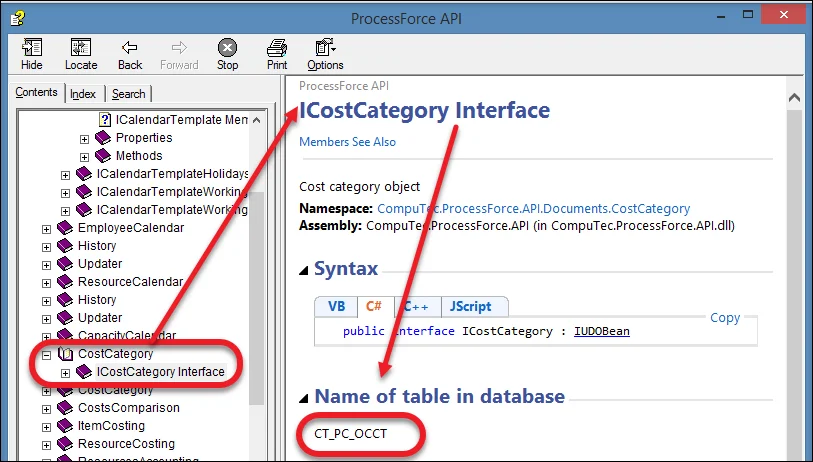 ProcessForce API
Hide
Locate
Back
Forward
Stop
Print
Options
Contents
Index
Search
ICalendarTemplate Mem
Properties
Methods
ICalendarTemplateHolidays
ICalendarTemplateWorking
ICalendarTemplateWorking
EmployeeCalendar
History
Updater
ResourceCalendar
History
Updater
CapacityCalendar
CostCategory
ICostCategory Interface
CostCategory
CostsComparison
ItemCosting
ResourceCosting
ResourcesAccounting
ProcessForce API
ICostCategory Interface
Members See Also
Cost category object
Namespace: CompuTec.ProcessForce.API.Documents.CostCategory
Assembly: CompuTec.ProcessForce.API (in CompuTec.ProcessForce.API.dll)
Syntax
VB C# C++ JScript
Copy
public interface ICostCategory : IUDOBean
Name of table in database
CT_PC_OCCT